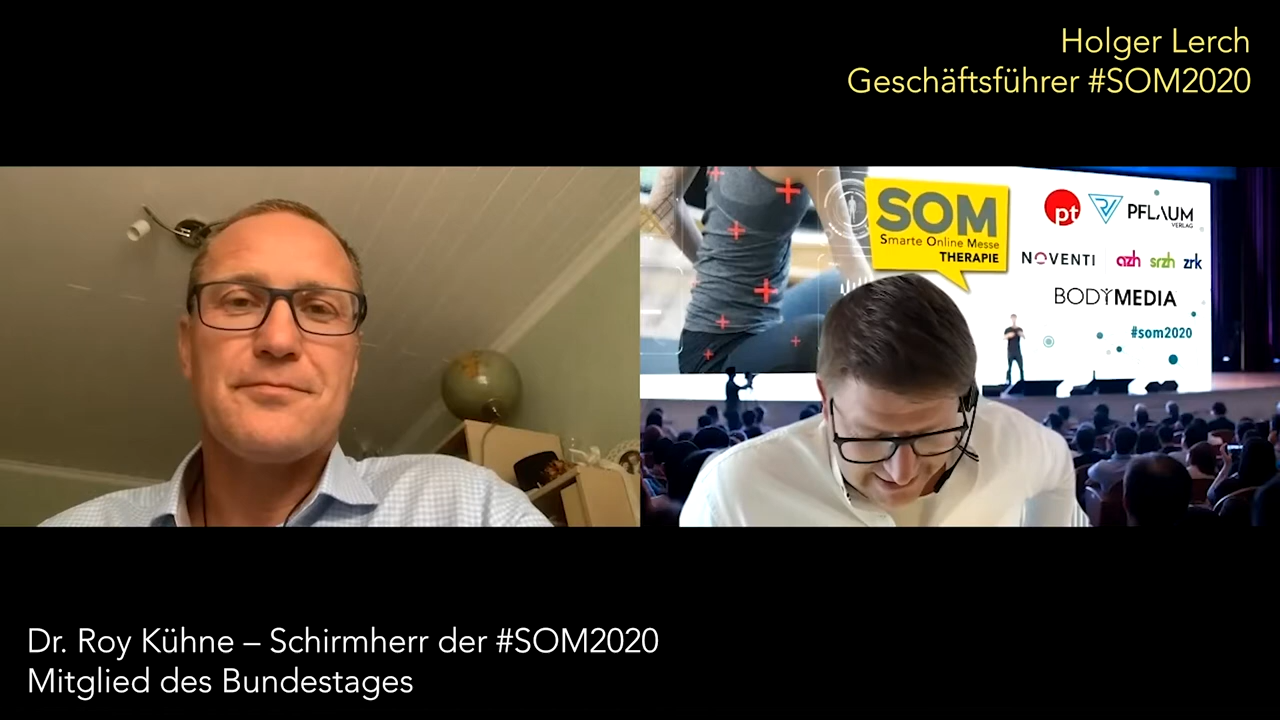 Holger Lerch
Geschäftsführer #SOM2020
SOM
Smarte Online Messe
THERAPIE
pt
PFLAUM
VERLAG
NOVENTI
azh srzh zrk
BODYMEDIA
#som2020
Dr. Roy Kühne – Schirmherr der #SOM2020
Mitglied des Bundestages